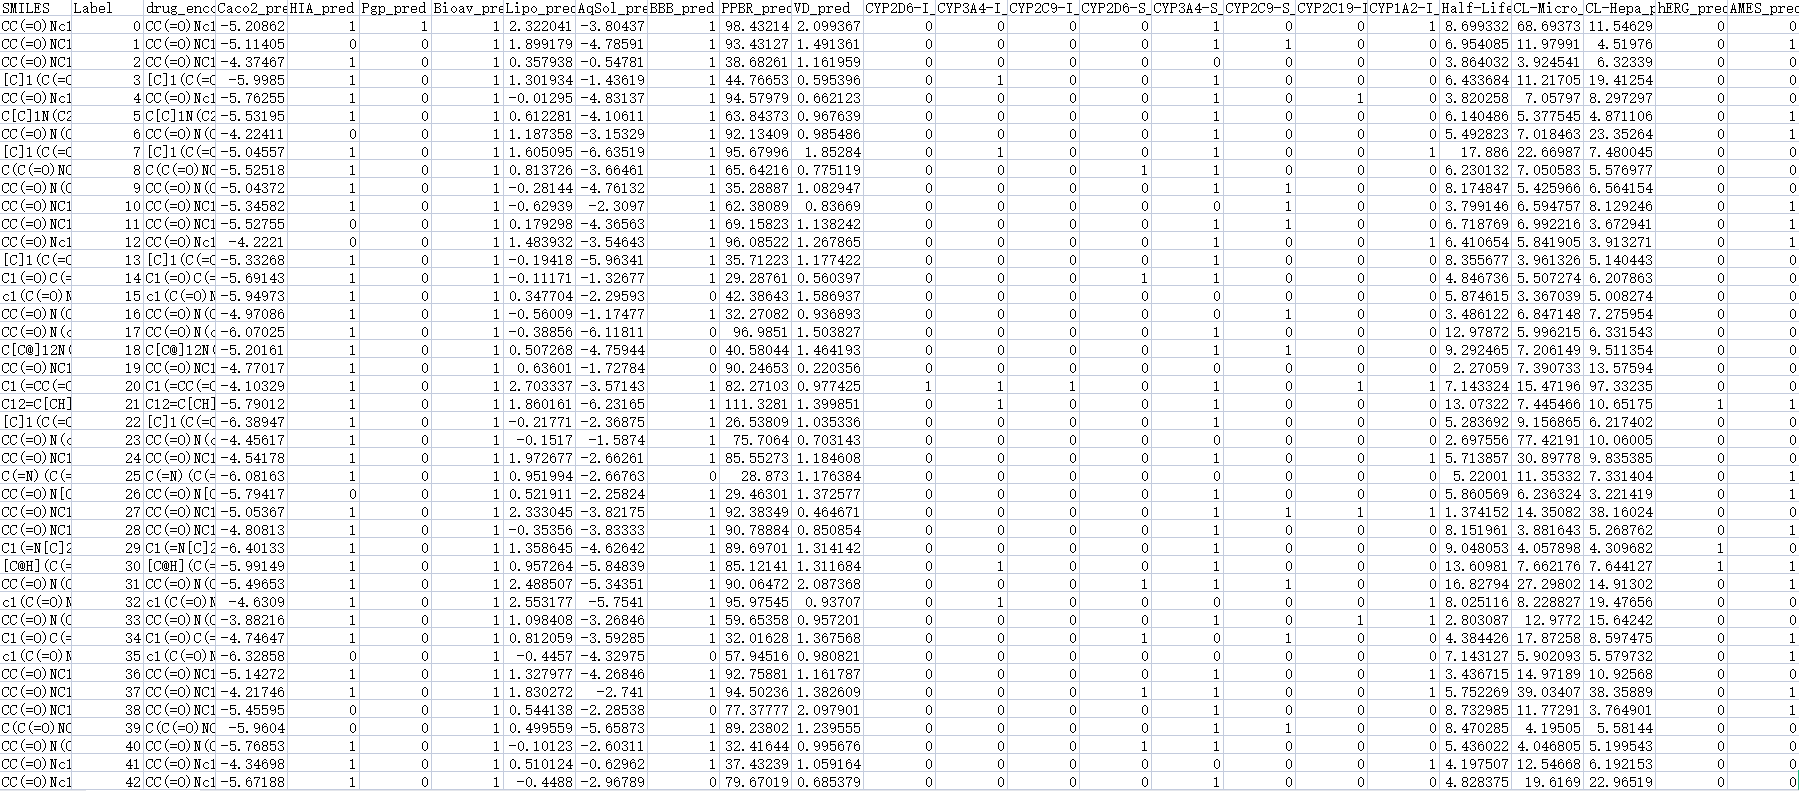 SMILES Label drug_enco Caco2_pre HIA_pred Pgp_pred Bioav_pre Lipo_pred AqSol_pre BBB_pred PPBR_pred VD_pred CYP2D6-I_ CYP3A4-I_ CYP2C9-I_ CYP2D6-S_ CYP3A4-S_ CYP2C9-S_ CYP2C19-I CYP1A2-I_ Half-Life CL-Micro_ CL-Hepa_p hERG_pred AMES_pred
CC(=O)Nc1 0 CC(=O)Nc1 -5.20862 1 1 1 2.322041 -3.80437 1 98.43214 2.099367 0 0 0 0 1 0 0 1 8.699332 68.69373 11.54629 0 0
CC(=O)NC1 1 CC(=O)NC1 -5.11405 0 0 1 1.899179 -4.78591 1 93.43127 1.491361 0 0 0 0 1 1 0 0 6.954085 11.97991 4.51976 0 1
CC(=O)NC1 2 CC(=O)NC1 -4.37467 1 0 1 0.357938 -0.54781 1 38.68261 1.161959 0 0 0 0 0 0 0 0 3.864032 3.924541 6.32339 0 0
[C]1(C(=O 3 [C]1(C(=O -5.9985 1 0 1 1.301934 -1.43619 1 44.76653 0.595396 0 1 0 0 1 0 0 0 6.433684 11.21705 19.41254 0 0
CC(=O)Nc1 4 CC(=O)Nc1 -5.76255 1 0 1 -0.01295 -4.83137 1 94.57979 0.662123 0 0 0 0 1 0 1 0 3.820258 7.05797 8.297297 0 0
C[C]1N(C2 5 C[C]1N(C2 -5.53195 1 0 1 0.612281 -4.10611 1 63.84373 0.967639 0 0 0 0 1 0 0 0 6.140486 5.377545 4.871106 0 1
CC(=O)N(C 6 CC(=O)N(C -4.22411 0 0 1 1.187358 -3.15329 1 92.13409 0.985486 0 0 0 0 1 0 0 0 5.492823 7.018463 23.35264 0 1
[C]1(C(=O 7 [C]1(C(=O -5.04557 1 0 1 1.605095 -6.63519 1 95.67996 1.85284 0 1 0 0 1 0 0 1 17.886 22.66987 7.480045 0 0
C(C(=O)NC 8 C(C(=O)NC -5.52518 1 0 1 0.813726 -3.66461 1 65.64216 0.775119 0 0 0 1 1 0 0 0 6.230132 7.050583 5.576977 0 0
CC(=O)N(C 9 CC(=O)N(C -5.04372 1 0 1 -0.28144 -4.76132 1 35.28887 1.082947 0 0 0 0 0 1 0 0 8.174847 5.425966 6.564154 0 0
CC(=O)NC1 10 CC(=O)NC1 -5.34582 1 0 1 -0.62939 -2.3097 1 62.38089 0.83669 0 0 0 0 0 1 0 0 3.799146 6.594757 8.129246 0 1
CC(=O)NC1 11 CC(=O)NC1 -5.52755 0 0 1 0.179298 -4.36563 1 69.15823 1.138242 0 0 0 0 1 1 0 0 6.718769 6.992216 3.672941 0 1
CC(=O)Nc1 12 CC(=O)Nc1 -4.2221 0 0 1 1.483932 -3.54643 1 96.08522 1.267865 0 0 0 0 1 0 0 1 6.410654 5.841905 3.913271 0 1
[C]1(C(=O 13 [C]1(C(=O -5.33268 1 0 1 -0.19418 -5.96341 1 35.71223 1.177422 0 0 0 0 1 0 0 0 8.355677 3.961326 5.140443 0 0
C1(=O)C(= 14 C1(=O)C(= -5.69143 1 0 1 -0.11171 -1.32677 1 29.28761 0.560397 0 0 0 1 1 0 0 0 4.846736 5.507274 6.207863 0 0
c1(C(=O)N 15 c1(C(=O)N -5.94973 1 0 1 0.347704 -2.29593 0 42.38643 1.586937 0 0 0 0 0 0 0 0 5.874615 3.367039 5.008274 0 0
CC(=O)NC1 16 CC(=O)NC1 -4.97086 1 0 1 -0.56009 -1.17477 1 32.27082 0.936893 0 0 0 0 0 1 0 0 3.486122 6.847148 7.275954 0 0
CC(=O)N(c 17 CC(=O)N(c -6.07025 1 0 1 -0.38856 -6.11811 0 96.9851 1.503827 0 0 0 0 1 0 0 0 12.97872 5.996215 6.331543 0 0
C[C@]12N( 18 C[C@]12N( -5.20161 1 0 1 0.507268 -4.75944 0 40.58044 1.464193 0 0 0 0 1 1 0 0 9.292465 7.206149 9.511354 0 0
CC(=O)NC1 19 CC(=O)NC1 -4.77017 1 0 1 0.63601 -1.72784 0 90.24653 0.220356 0 0 0 0 0 0 0 0 2.27059 7.390733 13.57594 0 0
C1(=CC(=C 20 C1(=CC(=C -4.10329 1 0 1 2.703337 -3.57143 1 82.27103 0.977425 1 1 1 0 1 0 1 1 7.143324 15.47196 97.33235 0 0
C12=C[CH] 21 C12=C[CH] -5.79012 1 0 1 1.860161 -6.23165 1 111.3281 1.399851 0 1 0 0 1 0 0 0 13.07322 7.445466 10.65175 1 1
[C]1(C(=O 22 [C]1(C(=O -6.38947 1 0 1 -0.21771 -2.36875 1 26.53809 1.035336 0 0 0 0 1 0 0 0 5.283692 9.156865 6.217402 0 0
CC(=O)N(c 23 CC(=O)N(c -4.45617 1 0 1 -0.1517 -1.5874 1 75.7064 0.703143 0 0 0 0 0 0 0 0 2.697556 77.42191 10.06005 0 0
CC(=O)NC1 24 CC(=O)NC1 -4.54178 1 0 1 1.972677 -2.66261 1 85.55273 1.184608 0 0 0 0 1 0 0 1 5.713857 30.89778 9.835385 0 0
C(=N)(C(= 25 C(=N)(C(= -6.08163 1 0 1 0.951994 -2.66763 0 28.873 1.176384 0 0 0 0 0 0 0 0 5.22001 11.35332 7.331404 0 0
CC(=O)N[C 26 CC(=O)N[C -5.79417 0 0 1 0.521911 -2.25824 1 29.46301 1.372577 0 0 0 0 1 0 0 0 5.860569 6.236324 3.221419 0 1
CC(=O)NC1 27 CC(=O)NC1 -5.05367 1 0 1 2.333045 -3.82175 1 92.38349 0.464671 0 0 0 0 1 1 1 1 1.374152 14.35082 38.16024 0 0
CC(=O)NC1 28 CC(=O)NC1 -4.80813 1 0 1 -0.35356 -3.83333 1 90.78884 0.850854 0 0 0 0 1 0 0 0 8.151961 3.881643 5.268762 0 1
C1(=N[C]2 29 C1(=N[C]2 -6.40133 1 0 1 1.358645 -4.62642 1 89.69701 1.314142 0 0 0 0 1 0 0 0 9.048053 4.057898 4.309682 1 0
[C@H](C(= 30 [C@H](C(= -5.99149 1 0 1 0.957264 -5.84839 1 85.12141 1.311684 0 1 0 0 1 0 0 0 13.60981 7.662176 7.644127 1 1
CC(=O)N(C 31 CC(=O)N(C -5.49653 1 0 1 2.488507 -5.34351 1 90.06472 2.087368 0 0 0 1 1 1 0 0 16.82794 27.29802 14.91302 0 1
c1(C(=O)N 32 c1(C(=O)N -4.6309 1 0 1 2.553177 -5.7541 1 95.97545 0.93707 0 1 0 0 0 0 0 1 8.025116 8.228827 19.47656 0 0
CC(=O)N(C 33 CC(=O)N(C -3.88216 1 0 1 1.098408 -3.26846 1 59.65358 0.957201 0 0 0 0 1 0 1 1 2.803087 12.9772 15.64242 0 0
C1(=O)C(= 34 C1(=O)C(= -4.74647 1 0 1 0.812059 -3.59285 1 32.01628 1.367568 0 0 0 1 0 1 0 0 4.384426 17.87258 8.597475 0 1
c1(C(=O)N 35 c1(C(=O)N -6.32858 0 0 1 -0.4457 -4.32975 0 57.94516 0.980821 0 0 0 0 0 0 0 0 7.143127 5.902093 5.579732 0 1
CC(=O)NC1 36 CC(=O)NC1 -5.14272 1 0 1 1.327977 -4.26846 1 92.75881 1.161787 0 0 0 0 1 0 0 1 3.436715 14.97189 10.92568 0 0
CC(=O)NC1 37 CC(=O)NC1 -4.21746 1 0 1 1.830272 -2.741 1 94.50236 1.382609 0 0 0 1 1 0 0 1 5.752269 39.03407 38.35889 0 1
CC(=O)NC1 38 CC(=O)NC1 -5.45595 0 0 1 0.544138 -2.28538 0 77.37777 2.097901 0 0 0 0 1 0 0 0 8.732985 11.77291 3.764901 0 1
C(C(=O)NC 39 C(C(=O)NC -5.9604 0 0 1 0.499559 -5.65873 1 89.23802 1.239555 0 0 0 0 1 1 0 0 8.470285 4.19505 5.58144 0 0
CC(=O)N(C 40 CC(=O)N(C -5.76853 1 0 1 -0.10123 -2.60311 1 32.41644 0.995676 0 0 0 1 1 0 0 0 5.436022 4.046805 5.199543 0 0
CC(=O)Nc1 41 CC(=O)Nc1 -4.34698 1 0 1 0.510244 -0.62962 1 37.43239 1.059164 0 0 0 0 0 0 0 1 4.197507 12.54668 6.192153 0 0
CC(=O)Nc1 42 CC(=O)Nc1 -5.67188 1 0 1 -0.4488 -2.96789 0 79.67019 0.685379 0 0 0 0 1 0 0 0 4.828375 19.6169 22.96519 0 0